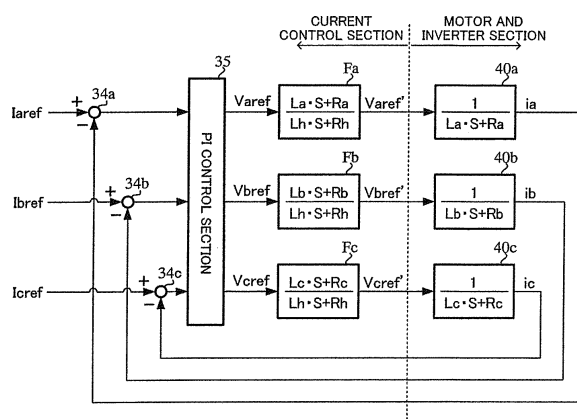 CURRENT CONTROL SECTION
MOTOR AND INVERTER SECTION
35
Fa
40a
34a
Iaref
+
−
Varef
La·S+Ra
Lh·S+Rh
Varef'
1
La·S+Ra
ia
PI CONTROL SECTION
Fb
40b
34b
Ibref
+
−
Vbref
Lb·S+Rb
Lh·S+Rh
Vbref'
1
Lb·S+Rb
ib
Fc
40c
34c
Icref
+
−
Vcref
Lc·S+Rc
Lh·S+Rh
Vcref'
1
Lc·S+Rc
ic